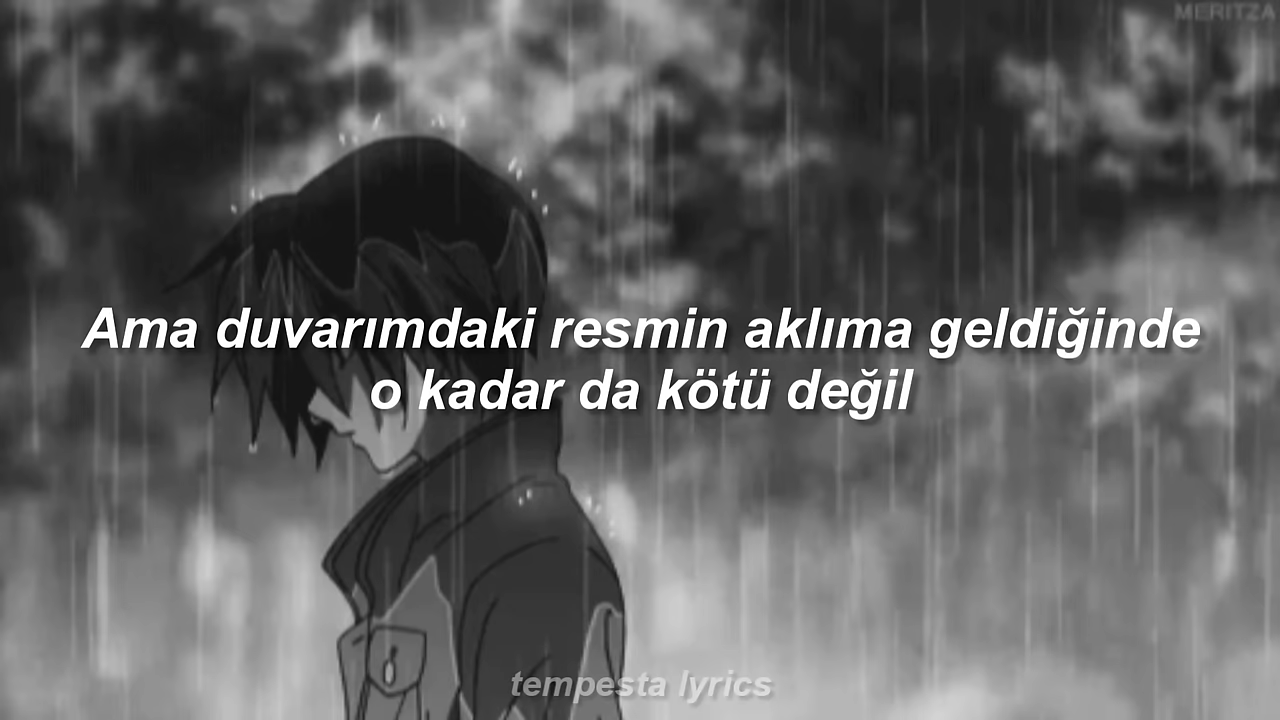 MERITZA
Ama duvarımdaki resmin aklıma geldiğinde
o kadar da kötü değil
tempesta lyrics